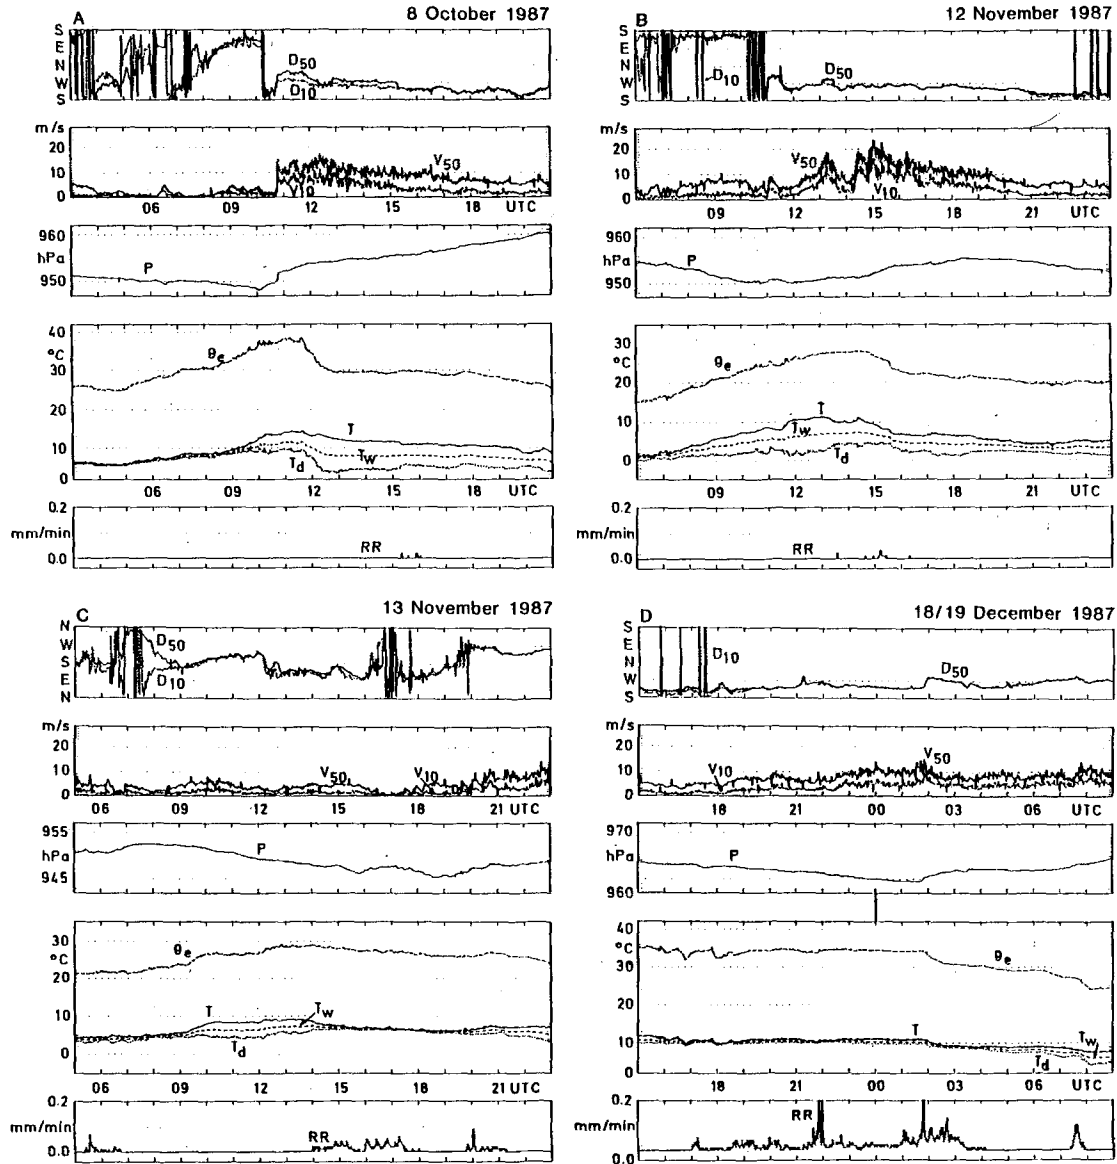 A 8 October 1987
S
E
N
W
S
D50
D10
m/s
20
10
0
V50
10
06 09 12 15 18 UTC
960
hPa
950
P
40
°C
30
20
10
0
θe
T
Tw
Td
06 09 12 15 18 UTC
0.2
mm/min
0.0
RR
B 12 November 1987
S
E
N
W
S
D10
D50
m/s
20
10
0
V50
V10
09 12 15 18 21 UTC
960
hPa
950
P
30
°C
20
10
0
θe
T
Tw
Td
09 12 15 18 21 UTC
0.2
mm/min
0.0
RR
C 13 November 1987
N
W
S
E
N
D50
D10
m/s
20
10
0
V50
V10
06 09 12 15 18 21 UTC
955
hPa
945
P
30
°C
20
10
0
θe
T
Tw
Td
06 09 12 15 18 21 UTC
0.2
mm/min
0.0
RR
D 18/19 December 1987
S
E
N
W
S
D10
D50
m/s
20
10
0
V10
V50
18 21 00 03 06 UTC
970
hPa
960
P
40
°C
30
20
10
0
θe
T
Tw
Td
18 21 00 03 06 UTC
0.2
mm/min
0.0
RR